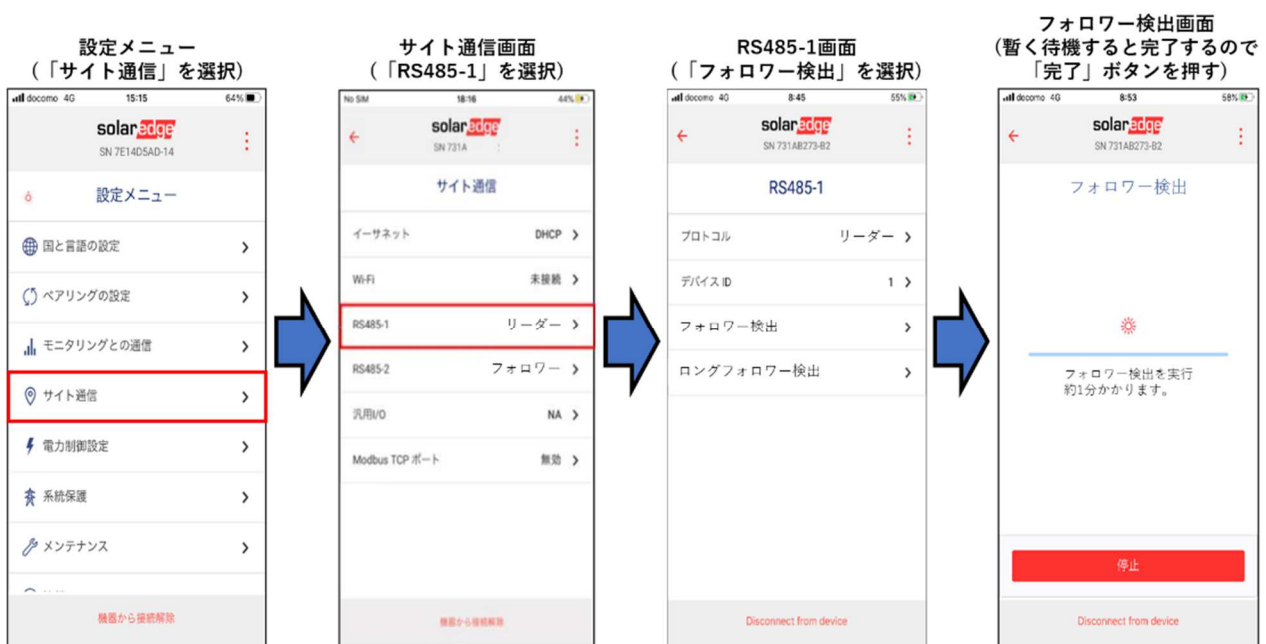 設定メニュー
（「サイト通信」を選択）
docomo 4G 15:15 64%
solaredge
SN 7E14D5AD-14
設定メニュー
国と言語の設定
ペアリングの設定
モニタリングとの通信
サイト通信
電力制御設定
系統保護
メンテナンス
機器から接続解除
サイト通信画面
（「RS485-1」を選択）
No SIM 18:16 44%
solaredge
SN 731A
サイト通信
イーサネット DHCP
Wi-Fi 未接続
RS485-1 リーダー
RS485-2 フォロワー
汎用I/O NA
Modbus TCP ポート 無効
機器から接続解除
RS485-1画面
（「フォロワー検出」を選択）
docomo 4G 8:45 55%
solaredge
SN 731AB273-B2
RS485-1
プロトコル リーダー
デバイス ID 1
フォロワー検出
ロングフォロワー検出
Disconnect from device
フォロワー検出画面
(暫く待機すると完了するので
「完了」ボタンを押す）
docomo 4G 8:53 58%
solaredge
SN 731AB273-B2
フォロワー検出
フォロワー検出を実行
約1分かかります。
停止
Disconnect from device